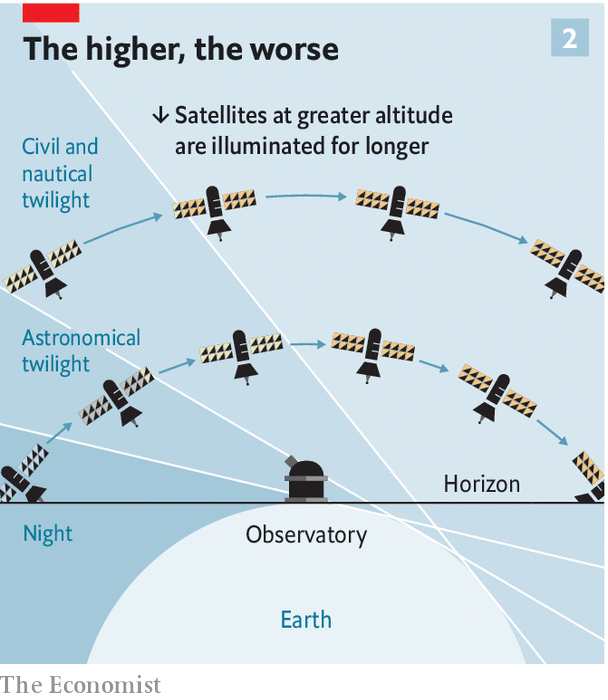 The higher, the worse
2
↓ Satellites at greater altitude
are illuminated for longer
Civil and
nautical
twilight
Astronomical
twilight
Horizon
Night
Observatory
Earth
The Economist